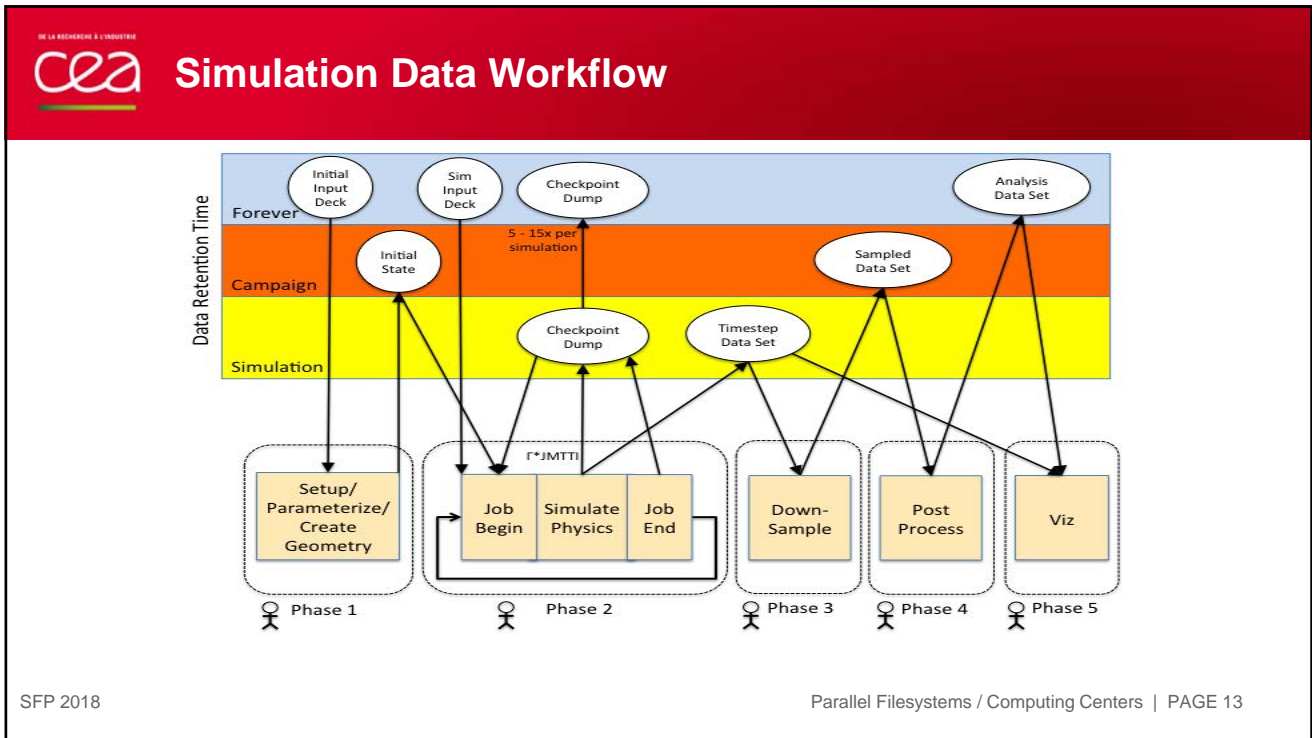 DE LA RECHERCHE À L'INDUSTRIE
cea
Simulation Data Workflow
Data Retention Time
Forever
Initial
Input
Deck
Sim
Input
Deck
Checkpoint
Dump
Analysis
Data Set
5 - 15x per
simulation
Campaign
Initial
State
Sampled
Data Set
Simulation
Checkpoint
Dump
Timestep
Data Set
Γ*JMTTI
Setup/
Parameterize/
Create
Geometry
Job
Begin
Simulate
Physics
Job
End
Down-
Sample
Post
Process
Viz
Phase 1
Phase 2
Phase 3
Phase 4
Phase 5
SFP 2018
Parallel Filesystems / Computing Centers | PAGE 13